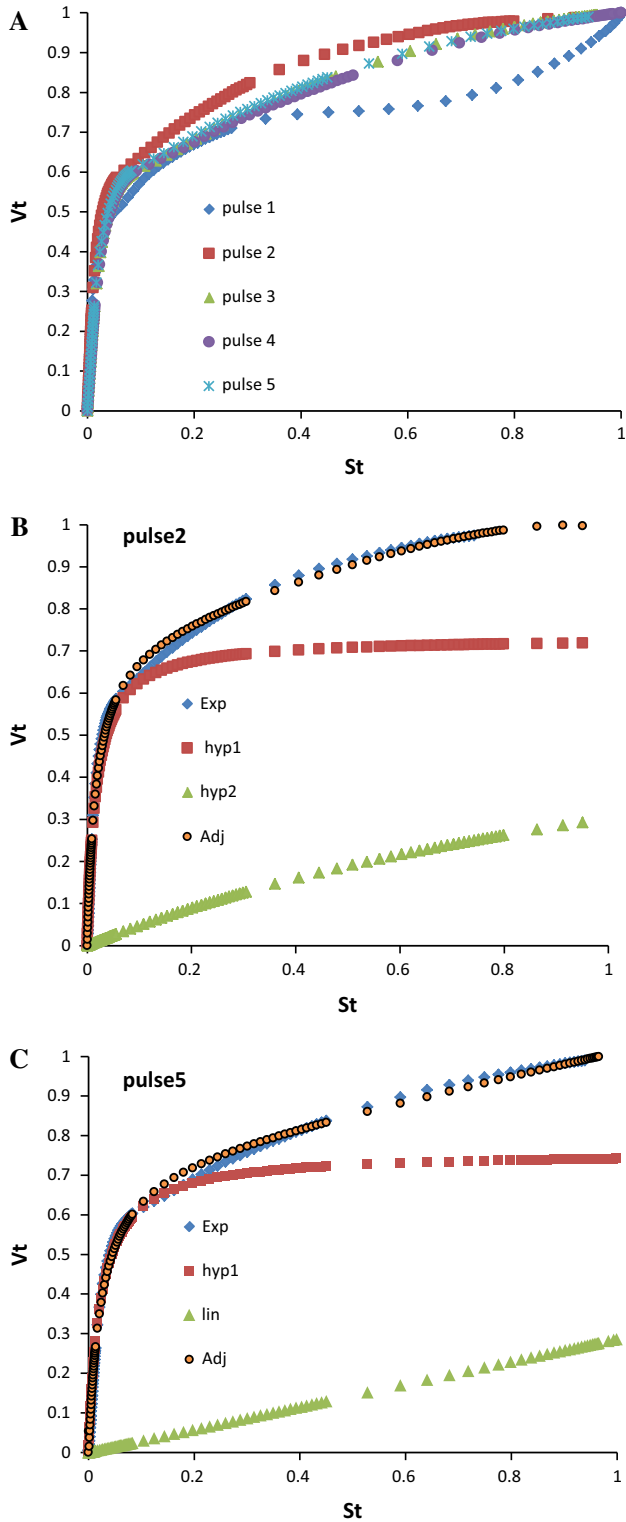 A
1
0.9
0.8
0.7
0.6
0.5
0.4
0.3
0.2
0.1
0
Vt
pulse 1
pulse 2
pulse 3
pulse 4
pulse 5
0 0.2 0.4 0.6 0.8 1
St
B
pulse2
1
0.9
0.8
0.7
0.6
0.5
0.4
0.3
0.2
0.1
0
Vt
Exp
hyp1
hyp2
Adj
0 0.2 0.4 0.6 0.8 1
St
C
pulse5
1
0.9
0.8
0.7
0.6
0.5
0.4
0.3
0.2
0.1
0
Vt
Exp
hyp1
lin
Adj
0 0.2 0.4 0.6 0.8 1
St